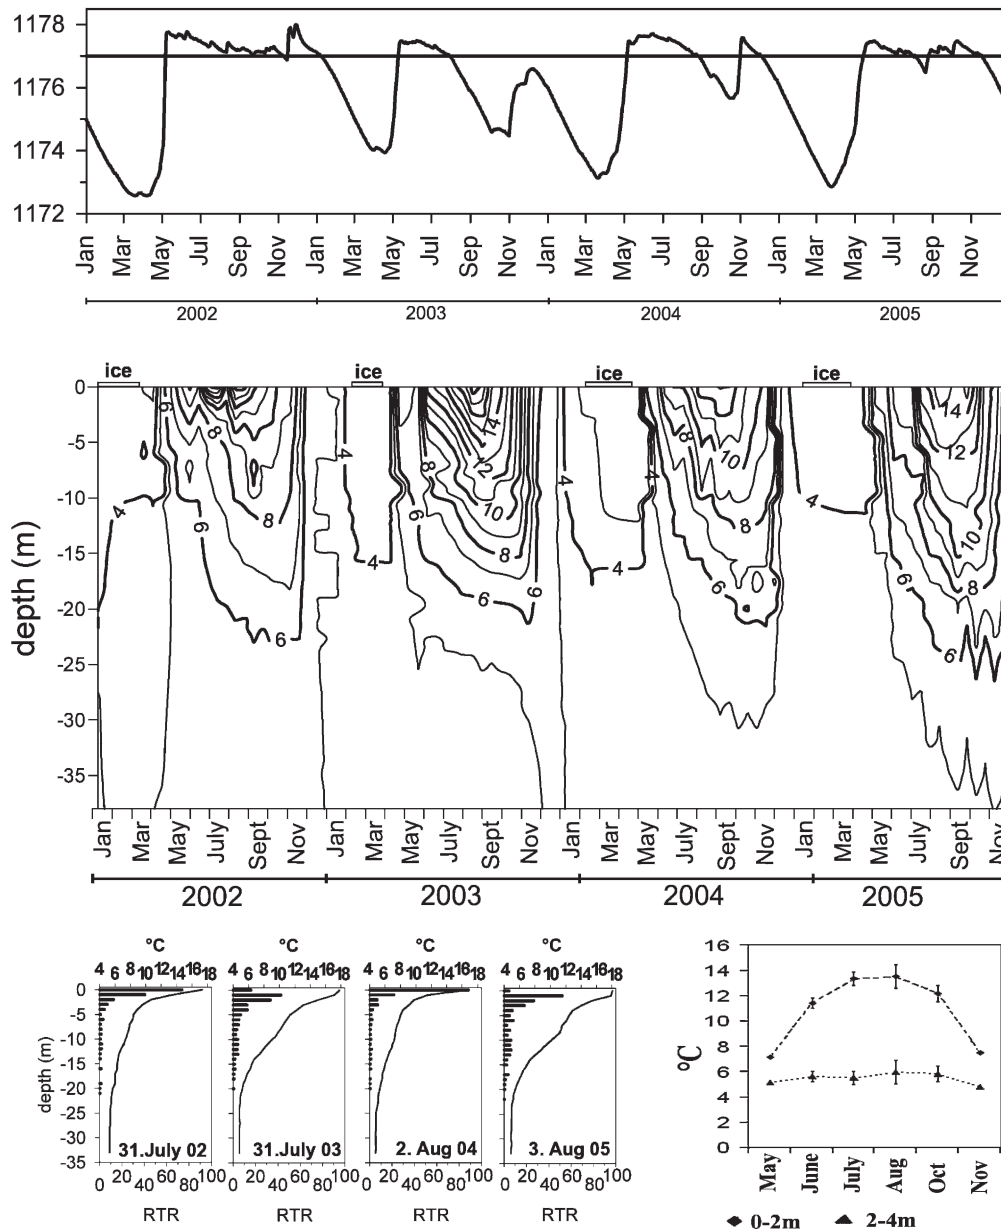 1178
1176
1174
1172
Jan Mar May Jul Sep Nov Jan Mar May Jul Sep Nov Jan Mar May Jul Sep Nov Jan Mar May Jul Sep Nov
2002 2003 2004 2005
ice ice ice ice
depth (m)
0
-5
-10
-15
-20
-25
-30
-35
4 6 8 8 6 6
4 4 8 14 12 10 8 6 6 6
4 4 4 8 10 8 6
4 14 12 10 8 6 6
Jan Mar May July Sept Nov Jan Mar May July Sept Nov Jan Mar May July Sept Nov Jan Mar May July Sept Nov
2002 2003 2004 2005
°C °C °C °C
4 6 8 10 12 14 16 18 4 6 8 10 12 14 16 18 4 6 8 10 12 14 16 18 4 6 8 10 12 14 16 18
depth (m)
0
-5
-10
-15
-20
-25
-30
-35
31.July 02 31.July 03 2. Aug 04 3. Aug 05
0 20 40 60 80 100 0 20 40 60 80 100 0 20 40 60 80 100 0 20 40 60 80 100
RTR RTR RTR RTR
°C
16
14
12
10
8
6
4
2
0
May June July Aug Oct Nov
0-2m 2-4m